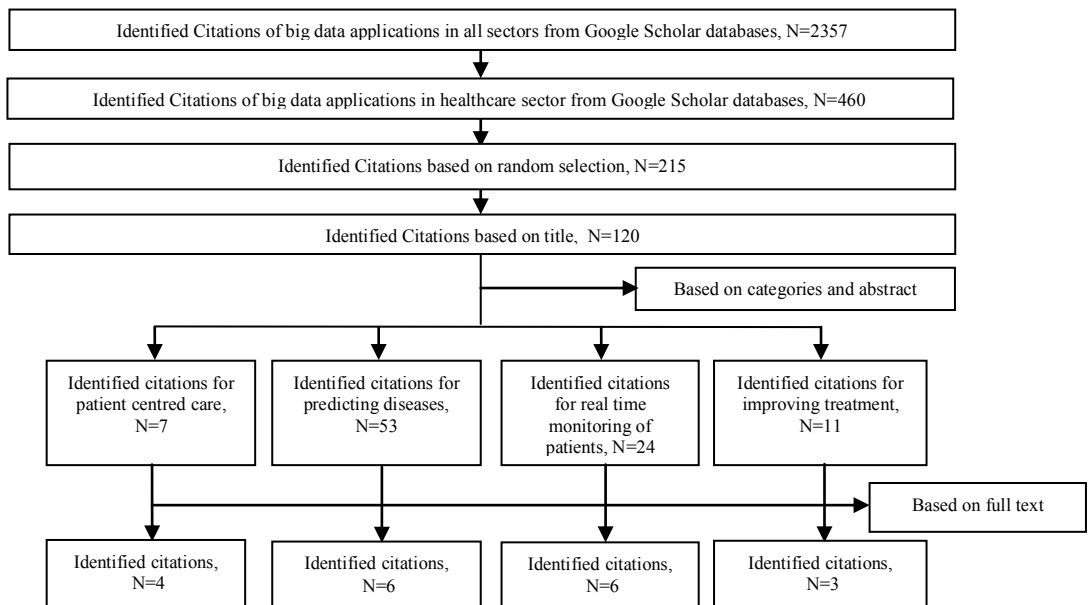 Identified Citations of big data applications in all sectors from Google Scholar databases, N=2357
Identified Citations of big data applications in healthcare sector from Google Scholar databases, N=460
Identified Citations based on random selection, N=215
Identified Citations based on title, N=120
Based on categories and abstract
Identified citations for
patient centred care,
N=7
Identified citations for
predicting diseases,
N=53
Identified citations
for real time
monitoring of
patients, N=24
Identified citations for
improving treatment,
N=11
Based on full text
Identified citations,
N=4
Identified citations,
N=6
Identified citations,
N=6
Identified citations,
N=3